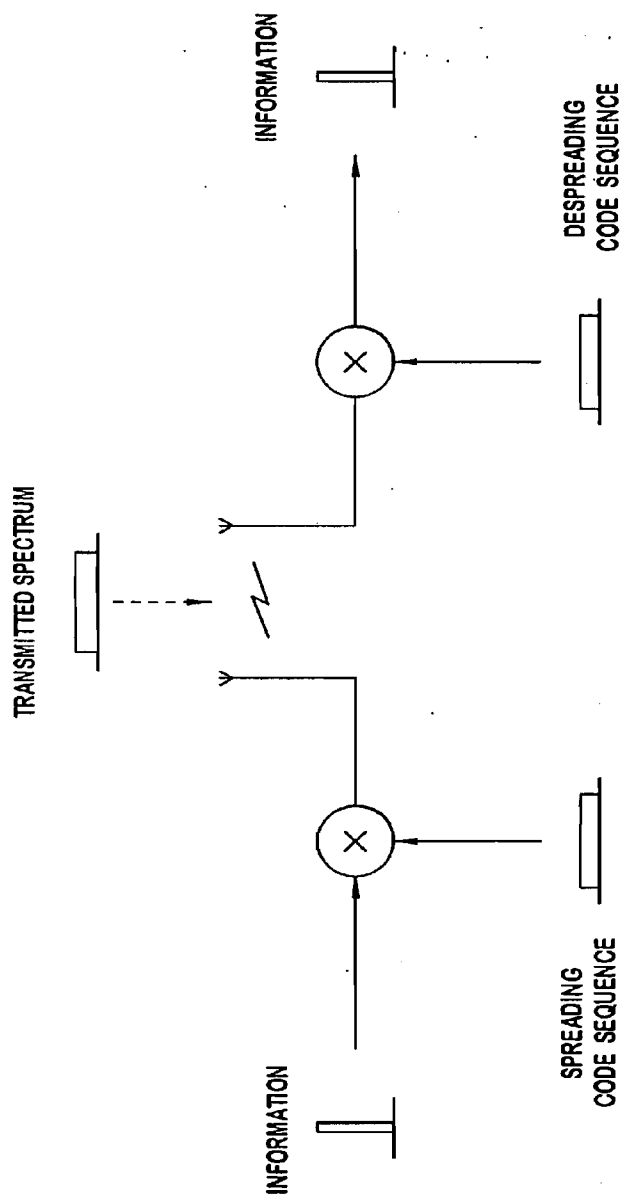 TRANSMITTED SPECTRUM
INFORMATION
INFORMATION
SPREADING
CODE SEQUENCE
DESPREADING
CODE SEQUENCE